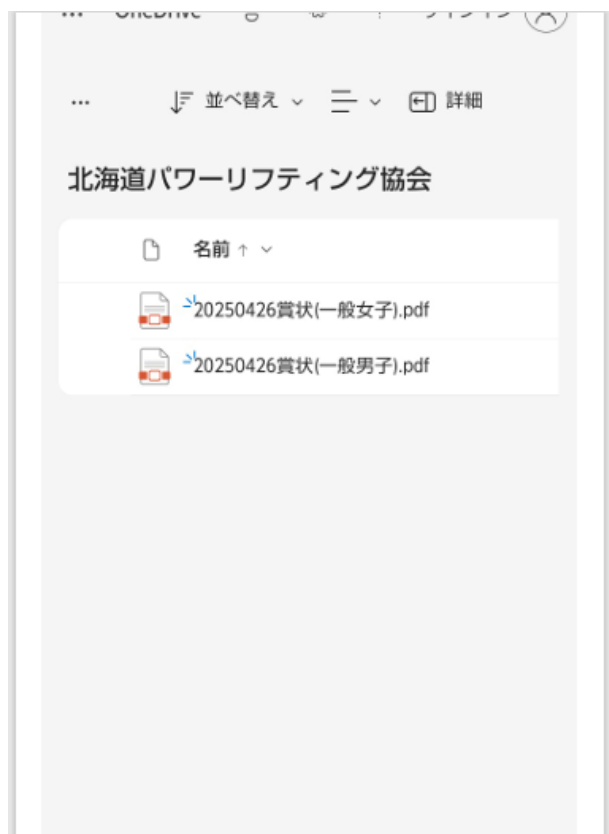 並べ替え 詳細
北海道パワーリフティング協会
名前
20250426賞状(一般女子).pdf
20250426賞状(一般男子).pdf